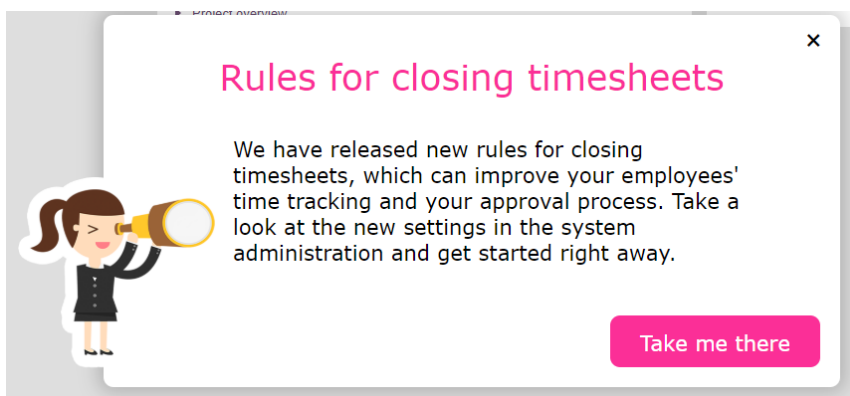 Project overview
×
Rules for closing timesheets
We have released new rules for closing
timesheets, which can improve your employees'
time tracking and your approval process. Take a
look at the new settings in the system
administration and get started right away.
Take me there